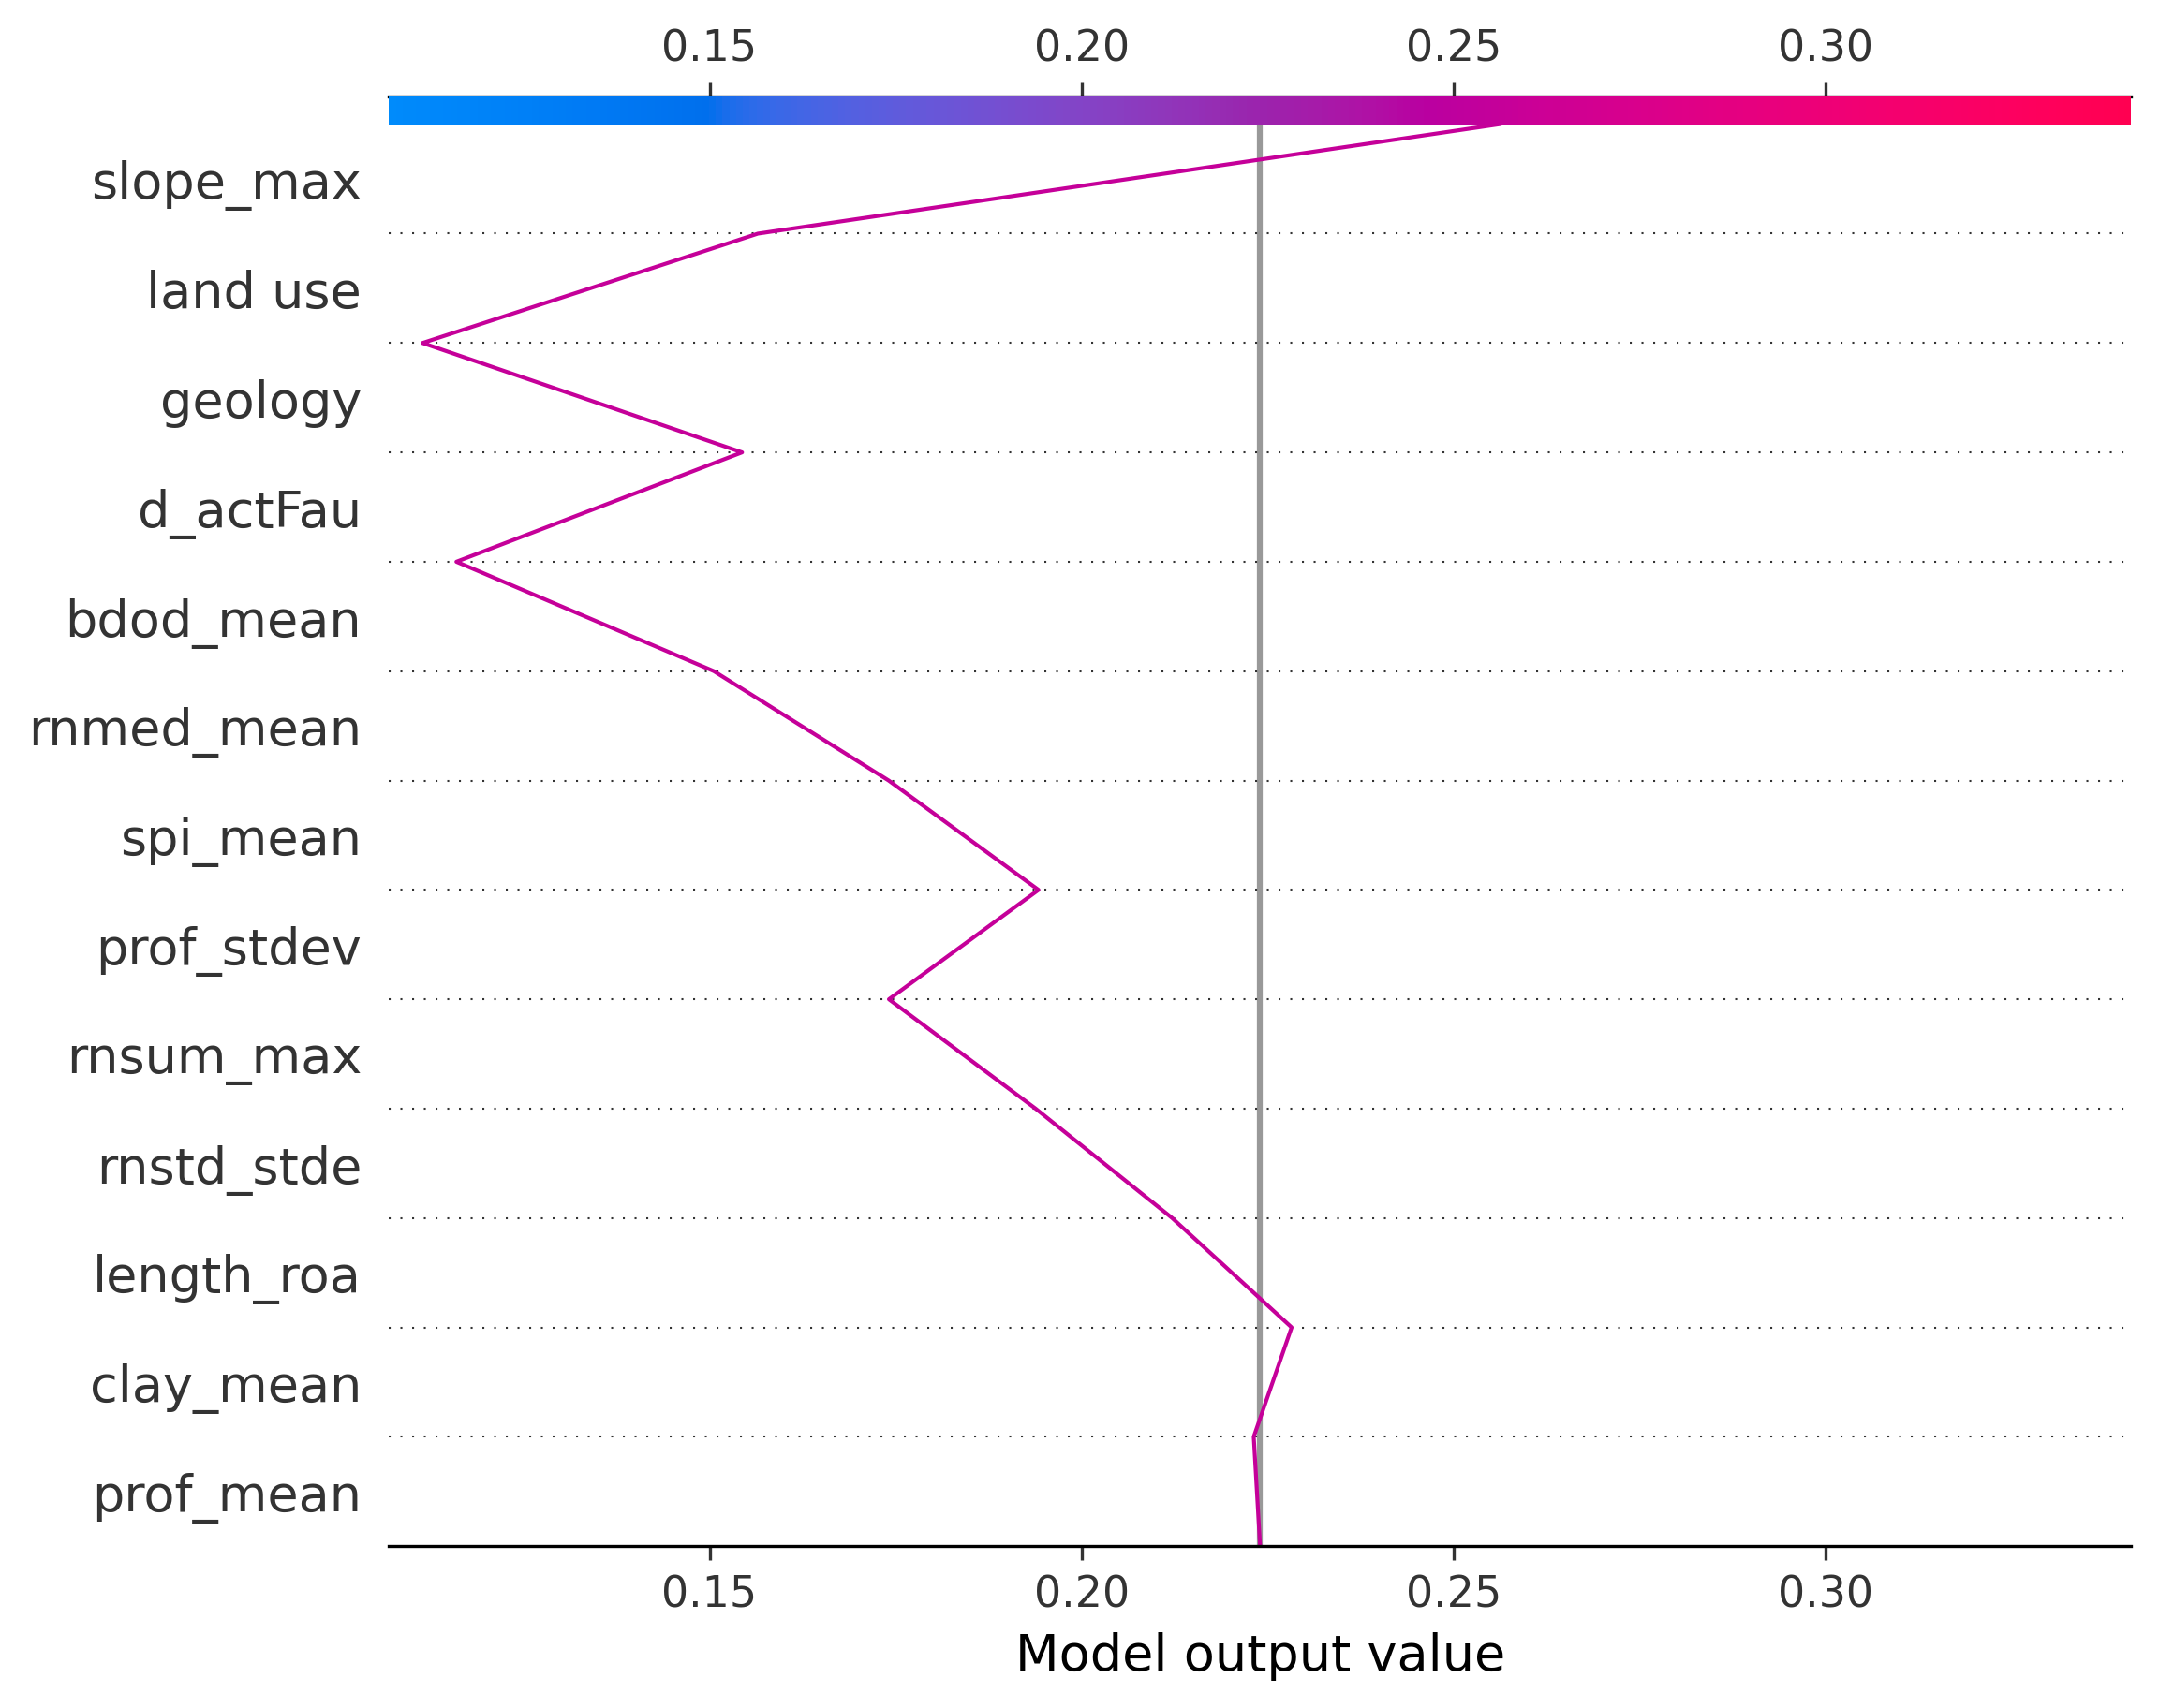 0.15 0.20 0.25 0.30
slope_max
land use
geology
d_actFau
bdod_mean
rnmed_mean
spi_mean
prof_stdev
rnsum_max
rnstd_stde
length_roa
clay_mean
prof_mean
0.15 0.20 0.25 0.30
Model output value